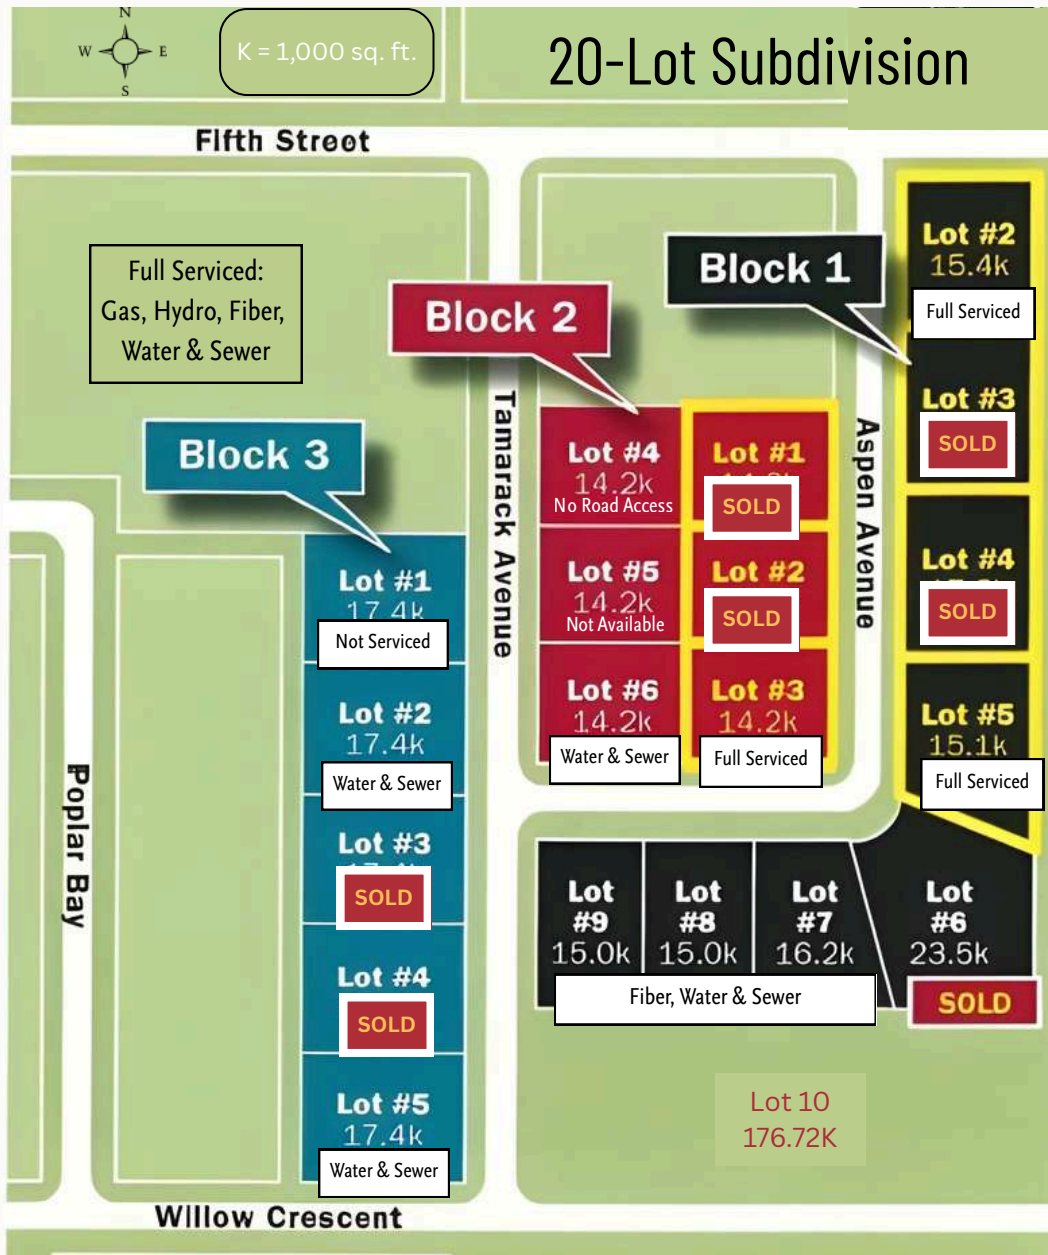 N
W E
S
K = 1,000 sq. ft.
20-Lot Subdivision
Fifth Street
Full Serviced:
Gas, Hydro, Fiber,
Water & Sewer
Block 1
Block 2
Block 3
Lot #2
15.4k
Full Serviced
Lot #3
SOLD
Lot #4
SOLD
Lot #5
15.1k
Full Serviced
Aspen Avenue
Tamarack Avenue
Lot #4
14.2k
No Road Access
Lot #1
SOLD
Lot #5
14.2k
Not Available
Lot #2
SOLD
Lot #6
14.2k
Water & Sewer
Lot #3
14.2k
Full Serviced
Lot #1
17.4k
Not Serviced
Lot #2
17.4k
Water & Sewer
Lot #3
SOLD
Lot #4
SOLD
Lot #5
17.4k
Water & Sewer
Poplar Bay
Lot
#9
15.0k
Lot
#8
15.0k
Lot
#7
16.2k
Lot
#6
23.5k
Fiber, Water & Sewer
SOLD
Lot 10
176.72K
Willow Crescent